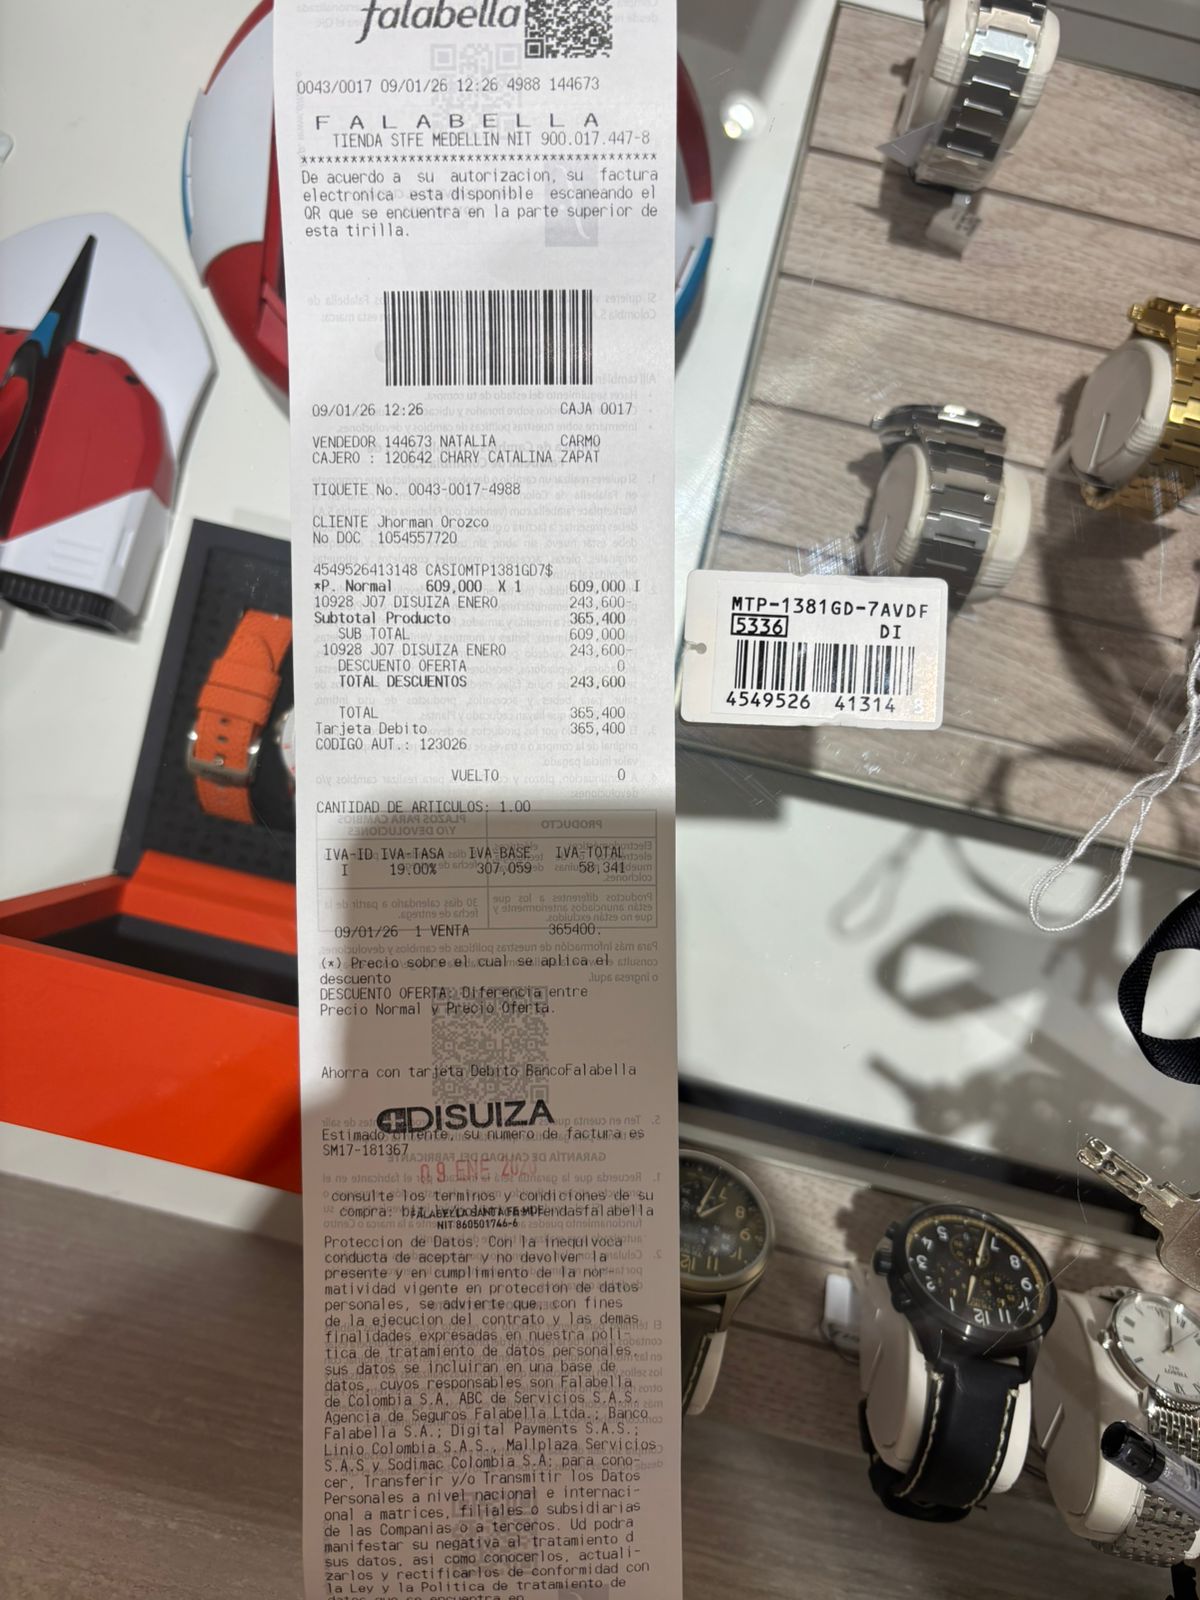 falabella
0043/0017 09/01/26 12:26 4988 144673
F A L A B E L L A
TIENDA STFE MEDELLIN NIT 900.017.447-8
*********************************************
De acuerdo a su autorizacion, su factura
electronica esta disponible escaneando el
QR que se encuentra en la parte superior de
esta tirilla.
09/01/26 12:26 CAJA 0017
VENDEDOR 144673 NATALIA CARMO
CAJERO : 120642 CHARY CATALINA ZAPAT
TIQUETE No. 0043-0017-4988
CLIENTE Jhorman Orozco
No DOC 1054557720
4549526413148 CASIOMTP1381GD7$
*P. Normal 609,000 X 1 609,000 I
10928 J07 DISUIZA ENERO 243,600-
Subtotal Producto 365,400
SUB TOTAL 609,000
10928 J07 DISUIZA ENERO 243,600-
DESCUENTO OFERTA 0
TOTAL DESCUENTOS 243,600
TOTAL 365,400
Tarjeta Debito 365,400
CODIGO AUT.: 123026
VUELTO 0
CANTIDAD DE ARTICULOS: 1.00
IVA-ID IVA-TASA IVA-BASE IVA-TOTAL
I 19.00% 307,059 58,341
09/01/26 1 VENTA 365400.
(*) Precio sobre el cual se aplica el
descuento
DESCUENTO OFERTA: Diferencia entre
Precio Normal y Precio Oferta.
Ahorra con tarjeta Debito BancoFalabella
DISUIZA
Estimado cliente, su numero de factura es
SM17-181367
09 ENE 2026
consulte los terminos y condiciones de su
compra:
FALABELLA SANTA FE MDE
NIT 860501746-6
Proteccion de Datos. Con la inequivoca
conducta de aceptar y no devolver la
presente y en cumplimiento de la nor-
matividad vigente en proteccion de datos
personales, se advierte que, con fines
de la ejecucion del contrato y las demas
finalidades expresadas en nuestra poli-
tica de tratamiento de datos personales,
sus datos se incluiran en una base de
datos, cuyos responsables son Falabella
de Colombia S.A, ABC de Servicios S.A.S,
Agencia de Seguros Falabella Ltda.; Banco
Falabella S.A.; Digital Payments S.A.S.;
Linio Colombia S.A.S., Mallplaza Servicios
S.A.S y Sodimac Colombia S.A; para cono-
cer, Transferir y/o Transmitir los Datos
Personales a nivel nacional e internaci-
onal a matrices, filiales o subsidiarias
de las Companias o a terceros. Ud podra
manifestar su negativa al tratamiento d
sus datos, asi como conocerlos, actuali-
zarlos y rectificarlos de conformidad con
la Ley y la Politica de tratamiento de
datos que se encuentra en
MTP-1381GD-7AVDF
5336 DI
4549526 41314 8